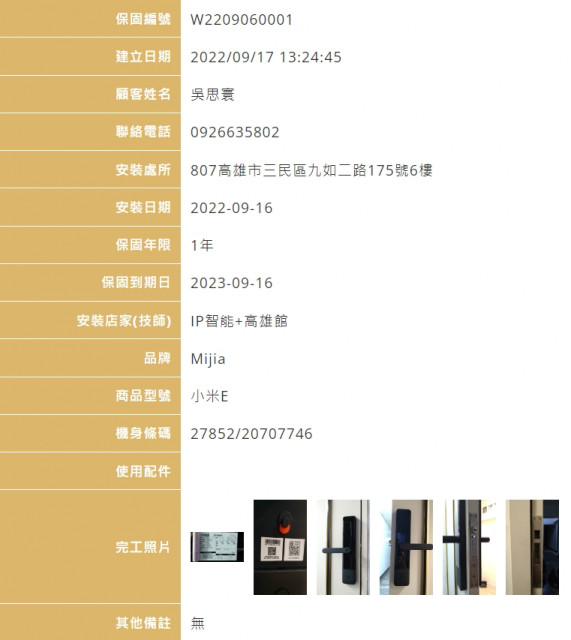 保固編號 W2209060001
建立日期 2022/09/17 13:24:45
顧客姓名 吳思寰
聯絡電話 0926635802
安裝處所 807高雄市三民區九如二路175號6樓
安裝日期 2022-09-16
保固年限 1年
保固到期日 2023-09-16
安裝店家(技師) IP智能+高雄館
品牌 Mijia
商品型號 小米E
機身條碼 27852/20707746
使用配件
完工照片
其他備註 無